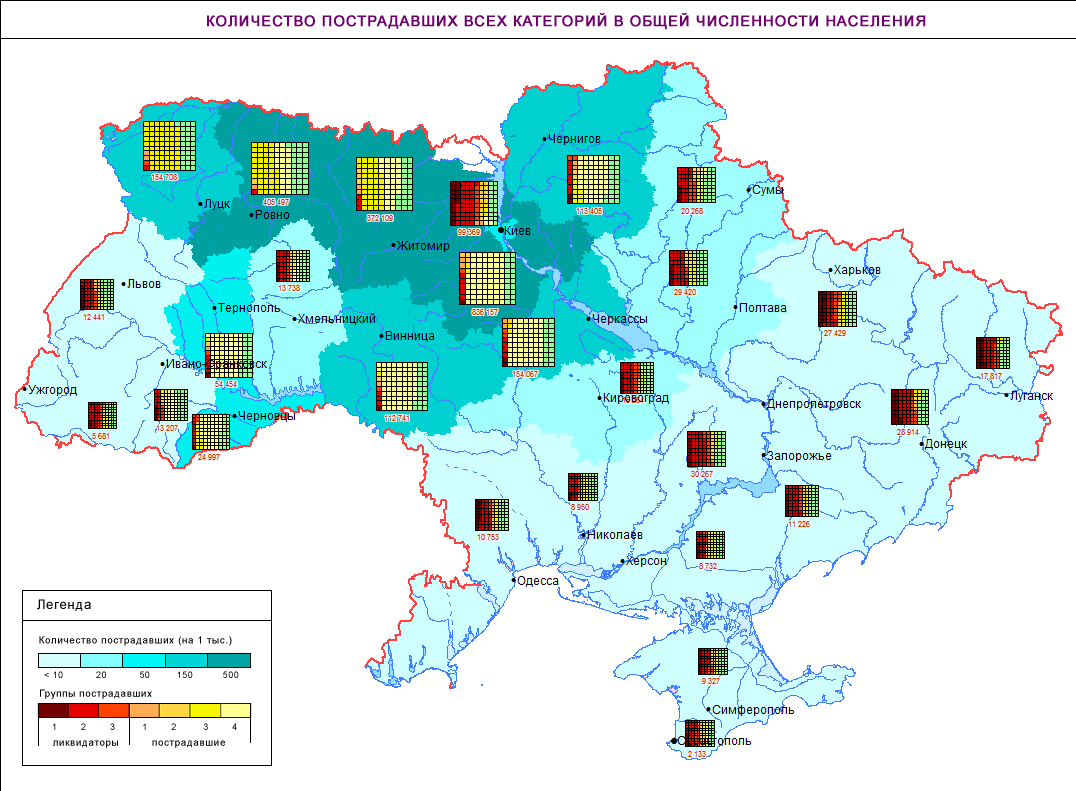 КОЛИЧЕСТВО ПОСТРАДАВШИХ ВСЕХ КАТЕГОРИЙ В ОБЩЕЙ ЧИСЛЕННОСТИ НАСЕЛЕНИЯ
Чернигов
154 708
Сумы
405 497
Луцк
372 109
113 405
20 268
Ровно
99 369
Киев
Житомир
Харьков
Львов
13 738
29 420
Тернополь
836 157
Полтава
12 441
Хмельницкий
Черкассы
27 429
Винница
Ивано-Франковск
154 067
17 817
54 454
Ужгород
Кировоград
Луганск
Днепропетровск
112 741
Черновцы
13 207
5 681
28 914
Донецк
24 997
Запорожье
30 267
8 950
11 226
10 753
Николаев
Херсон
8 732
Одесса
Легенда
Количество пострадавших (на 1 тыс.)
< 10 20 50 150 500
Группы пострадавших
1 2 3 1 2 3 4
ликвидаторы пострадавшие
9 327
Симферополь
2 133